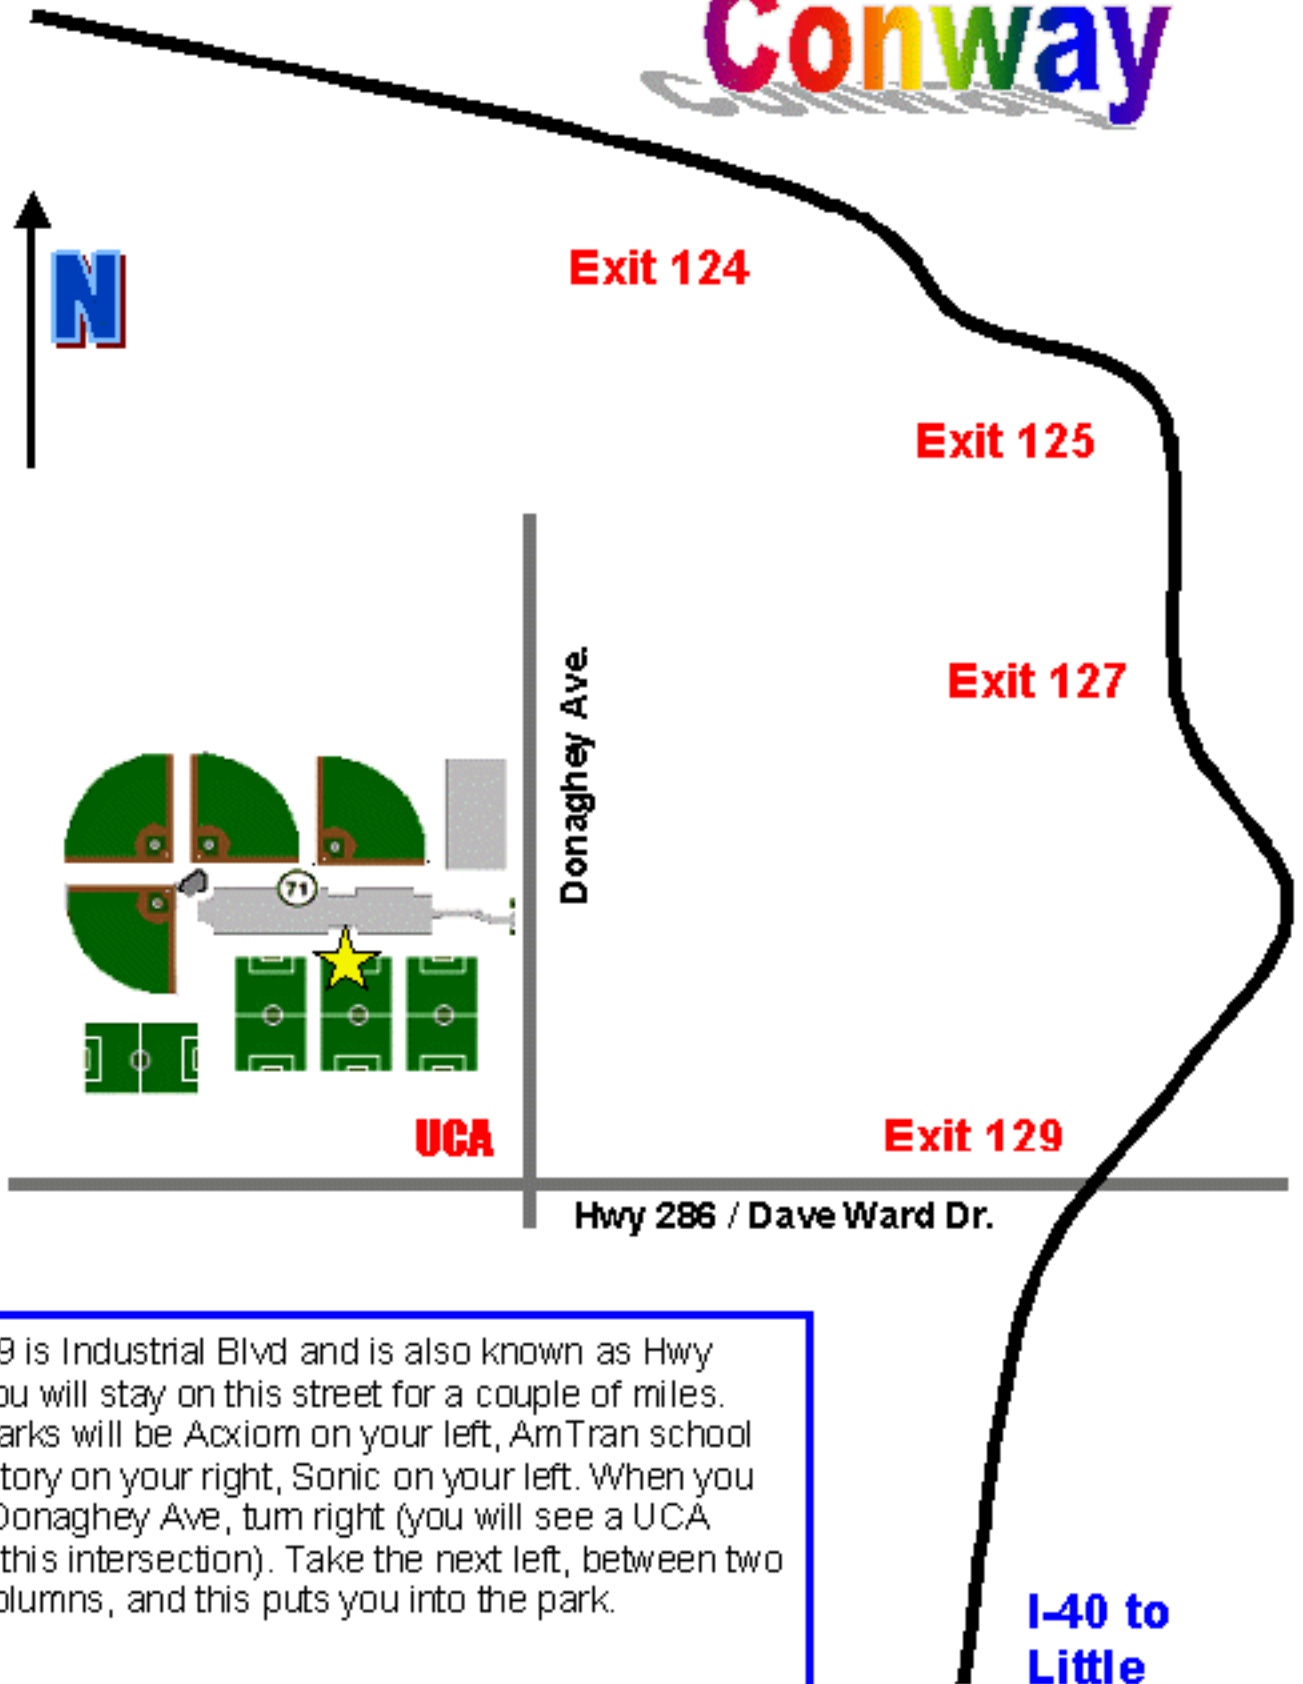 Conway
Exit 124
N
Exit 125
Donaghey Ave.
Exit 127
71
UCA
Exit 129
Hwy 286 / Dave Ward Dr.
9 is Industrial Blvd and is also known as Hwy
ou will stay on this street for a couple of miles.
arks will be Acxiom on your left, AmTran school
tory on your right, Sonic on your left. When you
Donaghey Ave, turn right (you will see a UCA
this intersection). Take the next left, between two
olumns, and this puts you into the park.
I-40 to
Little